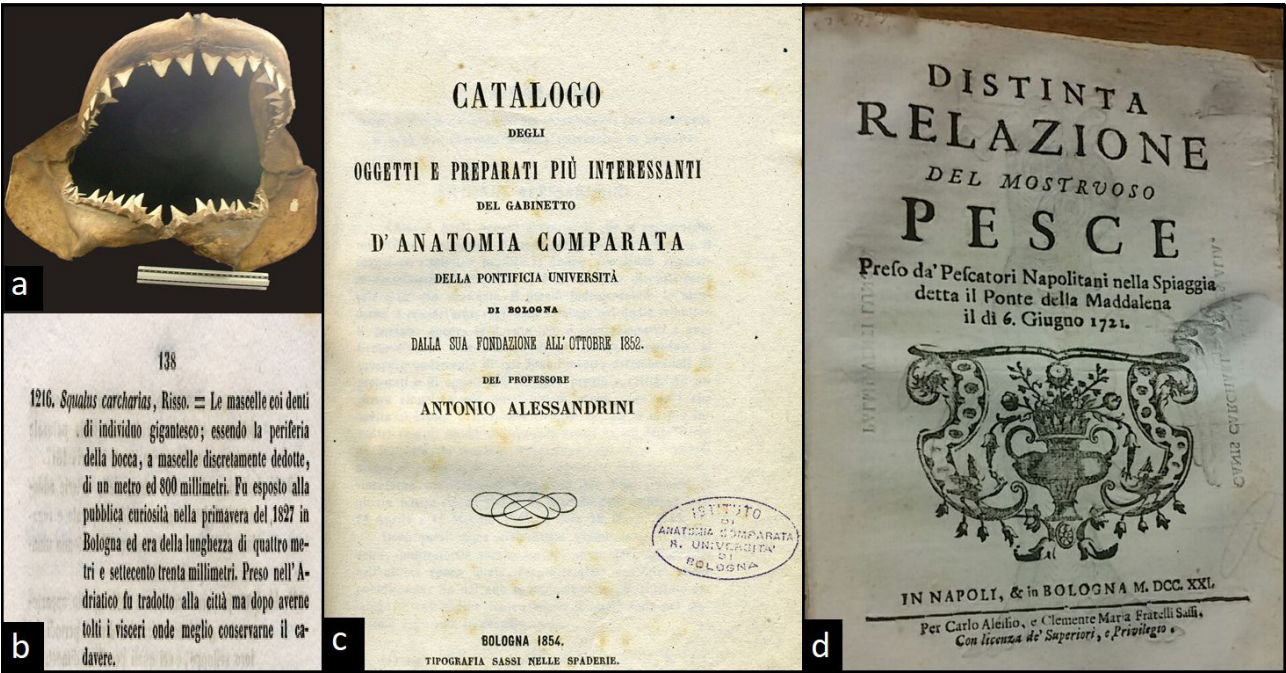 a
138
1216. Squalus carcharias, Risso. = Le mascelle coi denti
di individuo gigantesco; essendo la periferia
della bocca, a mascelle discretamente dedotte,
di un metro ed 800 millimetri. Fu esposto alla
pubblica curiosità nella primavera del 1827 in
Bologna ed era della lunghezza di quattro me-
tri e settecento trenta millimetri. Preso nell'A-
driatico fu tradotto alla città ma dopo averne
tolti i visceri onde meglio conservarne il ca-
davere.
b
CATALOGO
DEGLI
OGGETTI E PREPARATI PIÙ INTERESSANTI
DEL GABINETTO
D'ANATOMIA COMPARATA
DELLA PONTIFICIA UNIVERSITÀ
DI BOLOGNA
DALLA SUA FONDAZIONE ALL'OTTOBRE 1852.
DEL PROFESSORE
ANTONIO ALESSANDRINI
ISTITUTO
DI
ANATOMIA COMPARATA
R. UNIVERSITA'
DI
BOLOGNA
BOLOGNA 1854.
TIPOGRAFIA SASSI NELLE SPADERIE.
c
DISTINTA
RELAZIONE
DEL MOSTRVOSO
PESCE
Preſo da' Peſcatori Napolitani nella Spiaggia
detta il Ponte della Maddalena
il di 6. Giugno 1721.
IN NAPOLI, & in BOLOGNA M. DCC. XXI.
Per Carlo Aleſſio, e Clemente Maria Fratelli Saſſi,
Con licenza de' Superiori, e Privilegio.
d